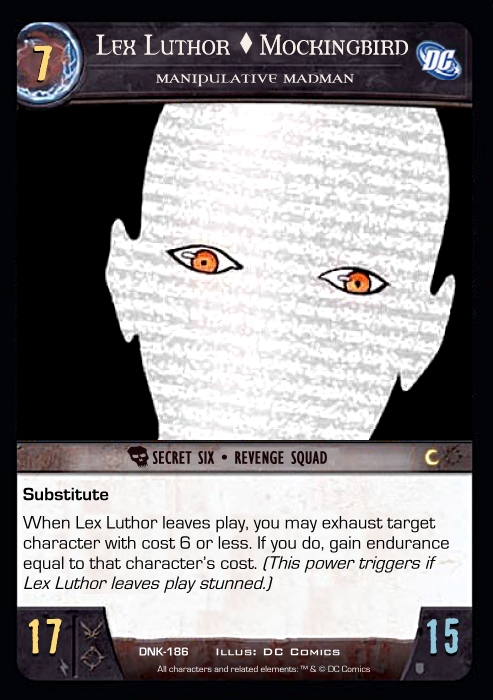 7
Lex Luthor ♦ Mockingbird
Manipulative Madman
DC
SECRET SIX • REVENGE SQUAD
C
Substitute
When Lex Luthor leaves play, you may exhaust target
character with cost 6 or less. If you do, gain endurance
equal to that character's cost. (This power triggers if
Lex Luthor leaves play stunned.)
17
DNK-186 Illus: DC Comics
15
All characters and related elements: ™ & © DC Comics